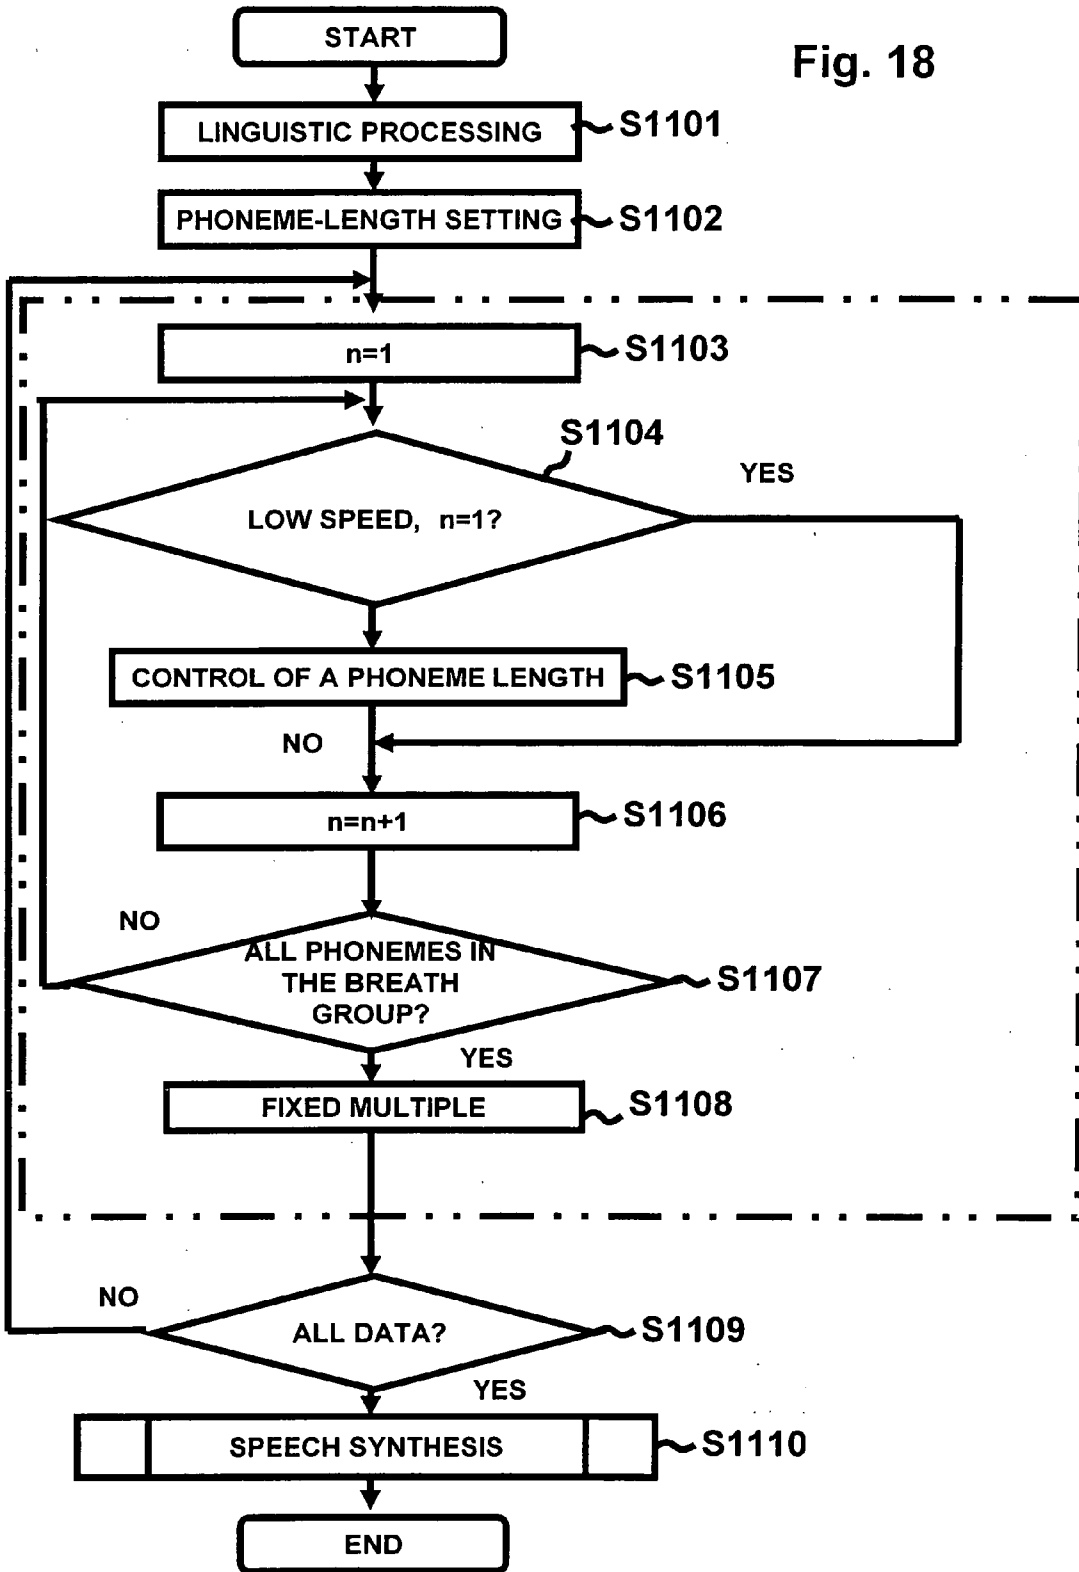 START
Fig. 18
LINGUISTIC PROCESSING
S1101
PHONEME-LENGTH SETTING
S1102
n=1
S1103
S1104
YES
LOW SPEED, n=1?
CONTROL OF A PHONEME LENGTH
S1105
NO
n=n+1
S1106
NO
ALL PHONEMES IN
THE BREATH
GROUP?
S1107
YES
FIXED MULTIPLE
S1108
NO
ALL DATA?
S1109
YES
SPEECH SYNTHESIS
S1110
END